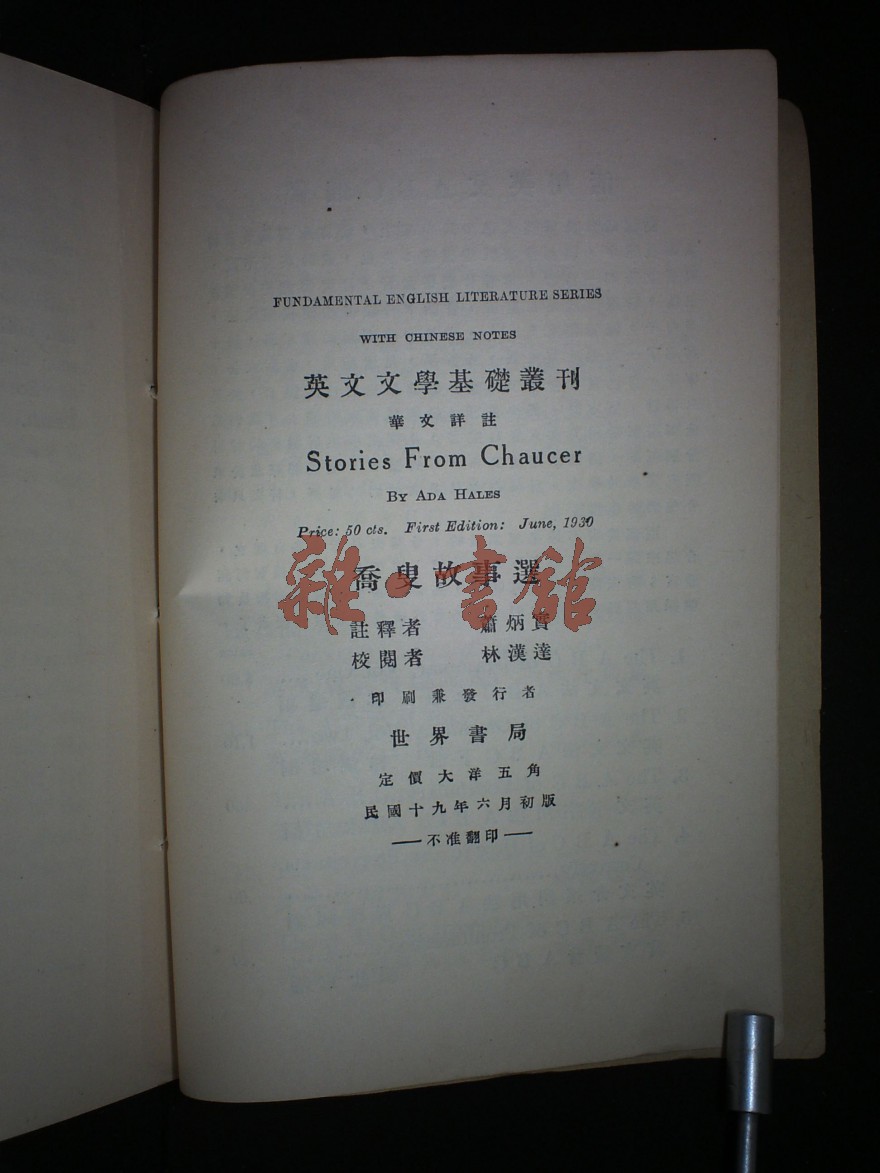 FUNDAMENTAL ENGLISH LITERATURE SERIES
WITH CHINESE NOTES
英文文學基礎叢刊
華文詳註
Stories From Chaucer
By Ada Hales
Price: 50 cts. First Edition: June, 1930
喬叟故事選
雜·書館
註釋者 蕭炳實
校閱者 林漢達
印刷兼發行者
世界書局
定價大洋五角
民國十九年六月初版
——不准翻印——